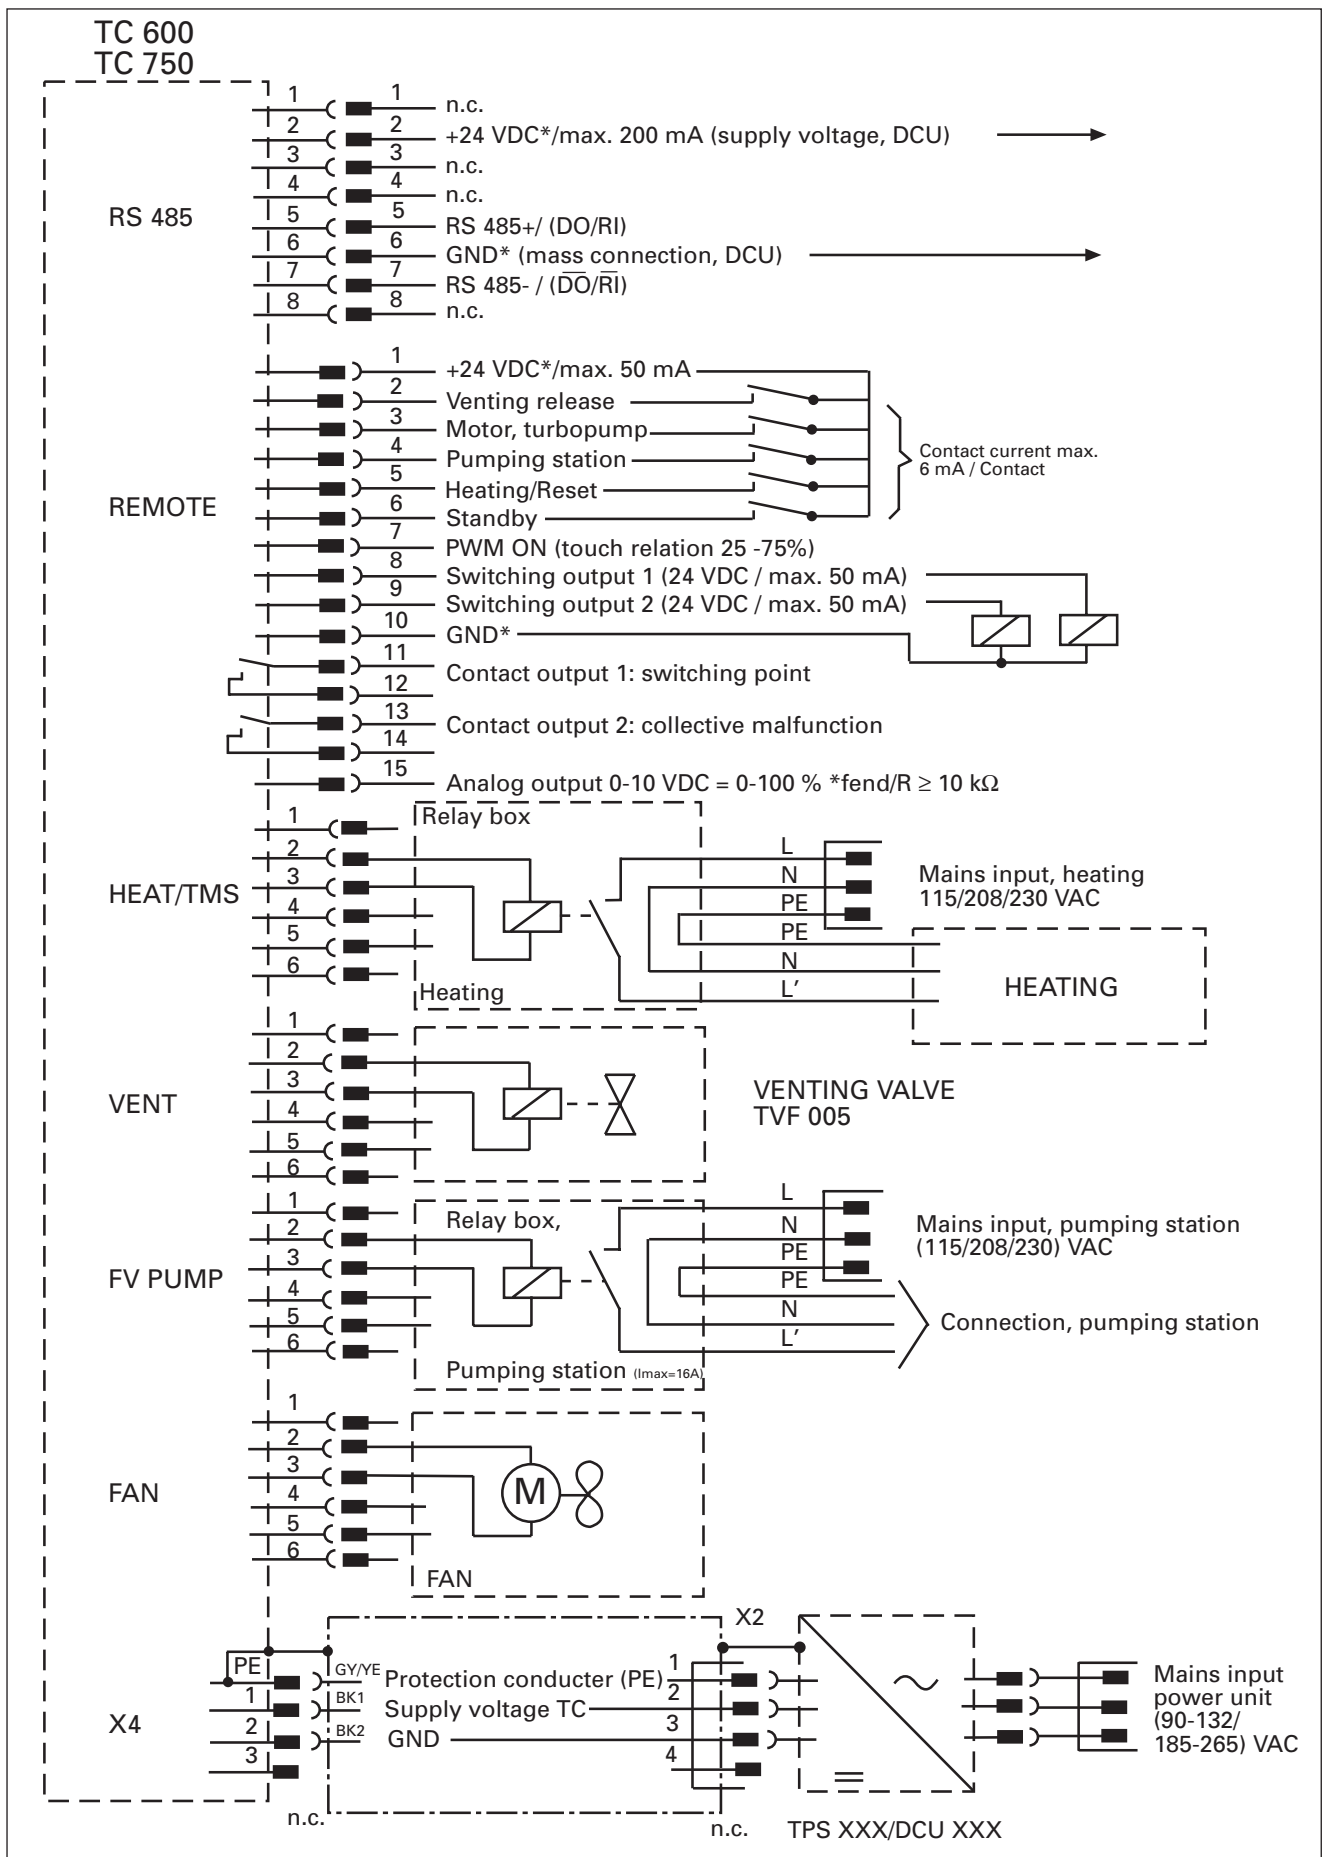 TC 600
TC 750
RS 485
1 1 n.c.
2 2 +24 VDC*/max. 200 mA (supply voltage, DCU)
3 3 n.c.
4 4 n.c.
5 5 RS 485+/ (DO/RI)
6 6 GND* (mass connection, DCU)
7 7 RS 485- / (D̅O̅/R̅I̅)
8 8 n.c.
REMOTE
1 +24 VDC*/max. 50 mA
2 Venting release
3 Motor, turbopump
4 Pumping station
5 Heating/Reset
6 Standby
Contact current max.
6 mA / Contact
7 PWM ON (touch relation 25 -75%)
8 Switching output 1 (24 VDC / max. 50 mA)
9 Switching output 2 (24 VDC / max. 50 mA)
10 GND*
11 Contact output 1: switching point
12
13 Contact output 2: collective malfunction
14
15 Analog output 0-10 VDC = 0-100 % *fend/R ≥ 10 kΩ
HEAT/TMS
1
2
3
4
5
6
Relay box
Heating
L
N
PE
PE
N
L′
Mains input, heating
115/208/230 VAC
HEATING
VENT
1
2
3
4
5
6
VENTING VALVE
TVF 005
FV PUMP
1
2
3
4
5
6
Relay box,
Pumping station (Imax=16A)
L
N
PE
PE
N
L′
Mains input, pumping station
(115/208/230) VAC
Connection, pumping station
FAN
1
2
3
4
5
6
M
FAN
X4
PE GY/YE Protection conducter (PE) 1
1 BK1 Supply voltage TC 2
2 BK2 GND 3
3 4
n.c.
X2
n.c.
TPS XXX/DCU XXX
Mains input
power unit
(90-132/
185-265) VAC